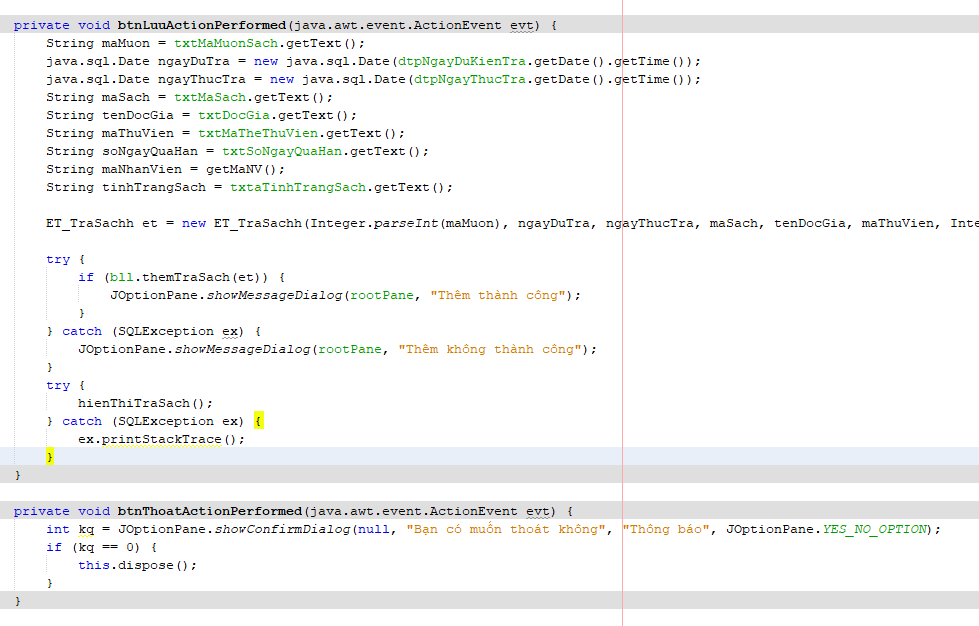 private void btnLuuActionPerformed(java.awt.event.ActionEvent evt) {
    String maMuon = txtMaMuonSach.getText();
    java.sql.Date ngayDuTra = new java.sql.Date(dtpNgayDuKienTra.getDate().getTime());
    java.sql.Date ngayThucTra = new java.sql.Date(dtpNgayThucTra.getDate().getTime());
    String maSach = txtMaSach.getText();
    String tenDocGia = txtDocGia.getText();
    String maThuVien = txtMaTheThuVien.getText();
    String soNgayQuaHan = txtSoNgayQuaHan.getText();
    String maNhanVien = getMaNV();
    String tinhTrangSach = txtaTinhTrangSach.getText();
    ET_TraSachh et = new ET_TraSachh(Integer.parseInt(maMuon), ngayDuTra, ngayThucTra, maSach, tenDocGia, maThuVien, Inte
    try {
        if (bll.themTraSach(et)) {
            JOptionPane.showMessageDialog(rootPane, "Thêm thành công");
        }
    } catch (SQLException ex) {
        JOptionPane.showMessageDialog(rootPane, "Thêm không thành công");
    }
    try {
        hienThiTraSach();
    } catch (SQLException ex) {
        ex.printStackTrace();
    }
}
private void btnThoatActionPerformed(java.awt.event.ActionEvent evt) {
    int kq = JOptionPane.showConfirmDialog(null, "Bạn có muốn thoát không", "Thông báo", JOptionPane.YES_NO_OPTION);
    if (kq == 0) {
        this.dispose();
    }
}